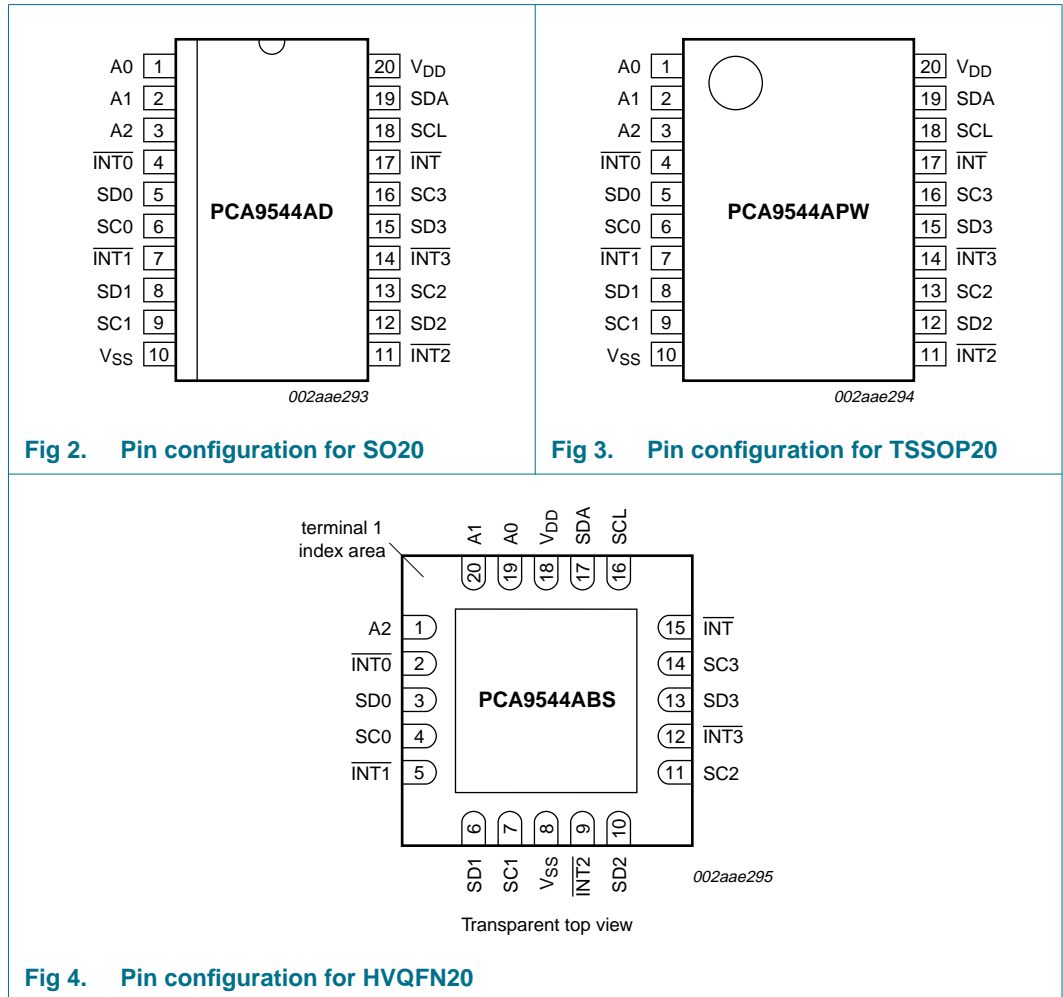 A0 1
A1 2
A2 3
INT0 4
SD0 5
SC0 6
INT1 7
SD1 8
SC1 9
VSS 10
PCA9544AD
20 VDD
19 SDA
18 SCL
17 INT
16 SC3
15 SD3
14 INT3
13 SC2
12 SD2
11 INT2
002aae293
Fig 2. Pin configuration for SO20
A0 1
A1 2
A2 3
INT0 4
SD0 5
SC0 6
INT1 7
SD1 8
SC1 9
VSS 10
PCA9544APW
20 VDD
19 SDA
18 SCL
17 INT
16 SC3
15 SD3
14 INT3
13 SC2
12 SD2
11 INT2
002aae294
Fig 3. Pin configuration for TSSOP20
terminal 1
index area
A1 A0 VDD SDA SCL
20 19 18 17 16
A2 1
INT0 2
SD0 3
SC0 4
INT1 5
PCA9544ABS
15 INT
14 SC3
13 SD3
12 INT3
11 SC2
6 7 8 9 10
SD1 SC1 VSS INT2 SD2
002aae295
Transparent top view
Fig 4. Pin configuration for HVQFN20